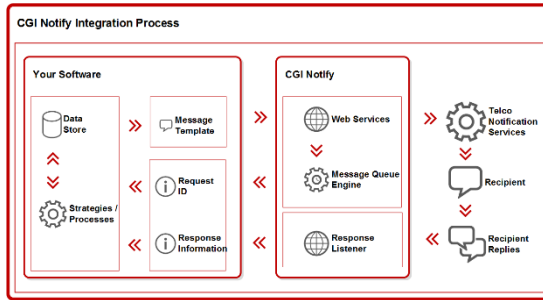 CGI Notify Integration Process
Your Software
Data
Store
Message
Template
Request
ID
Strategies /
Processes
Response
Information
CGI Notify
Web Services
Message Queue
Engine
Response
Listener
Telco
Notification
Services
Recipient
Recipient
Replies